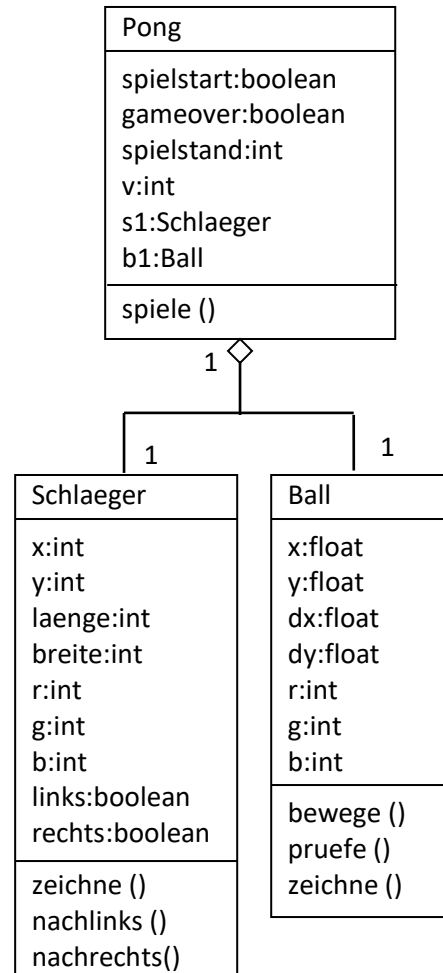 Pong
spielstart:boolean
gameover:boolean
spielstand:int
v:int
s1:Schlaeger
b1:Ball
spiele ()
1
1
1
Schlaeger
x:int
y:int
laenge:int
breite:int
r:int
g:int
b:int
links:boolean
rechts:boolean
zeichne ()
nachlinks ()
nachrechts()
Ball
x:float
y:float
dx:float
dy:float
r:int
g:int
b:int
bewege ()
pruefe ()
zeichne ()